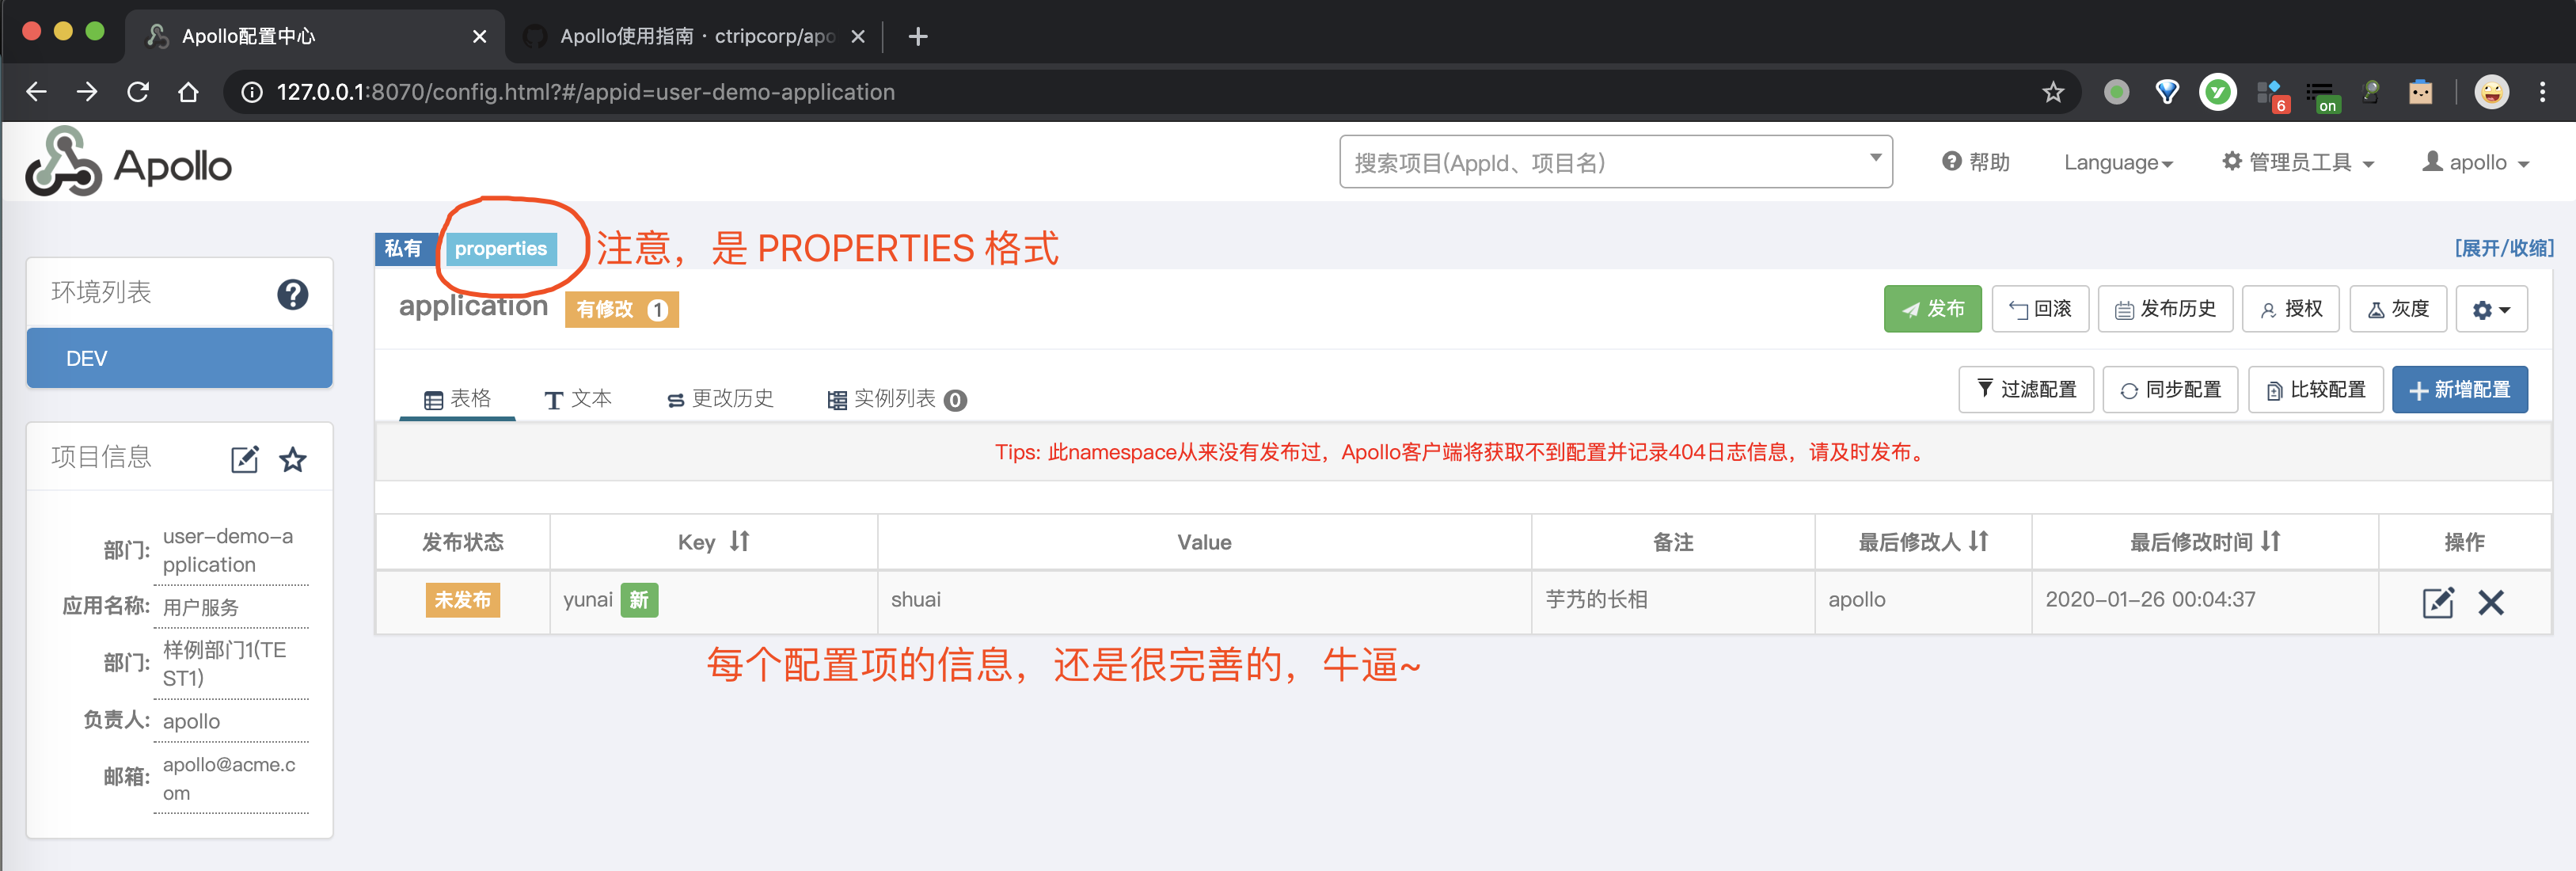 Apollo配置中心
Apollo使用指南 · ctripcorp/apo
127.0.0.1:8070/config.html?#/appid=user-demo-application
6
on
Apollo
搜索项目(AppId、项目名)
帮助
Language
管理员工具
apollo
私有
properties
注意，是 PROPERTIES 格式
[展开/收缩]
环境列表
DEV
application
有修改 1
发布
回滚
发布历史
授权
灰度
表格
文本
更改历史
实例列表 0
过滤配置
同步配置
比较配置
新增配置
Tips: 此namespace从来没有发布过，Apollo客户端将获取不到配置并记录404日志信息，请及时发布。
项目信息
部门: user-demo-a
pplication
应用名称: 用户服务
部门: 样例部门1(TE
ST1)
负责人: apollo
邮箱: apollo@acme.c
om
发布状态 Key Value 备注 最后修改人 最后修改时间 操作
未发布 yunai 新 shuai 芋艿的长相 apollo 2020-01-26 00:04:37
每个配置项的信息，还是很完善的，牛逼~